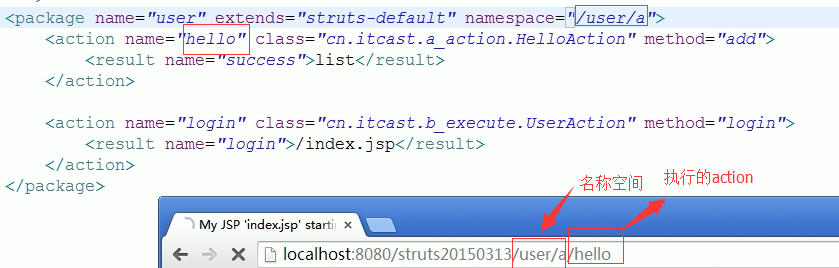 <package name="user" extends="struts-default" namespace="/user/a">
<action name="hello" class="cn.itcast.a_action.HelloAction" method="add">
<result name="success">list</result>
</action>
<action name="login" class="cn.itcast.b_execute.UserAction" method="login">
<result name="login">/index.jsp</result>
</action>
</package>
名称空间
执行的action
My JSP 'index.jsp' starti
localhost:8080/struts20150313/user/a/hello